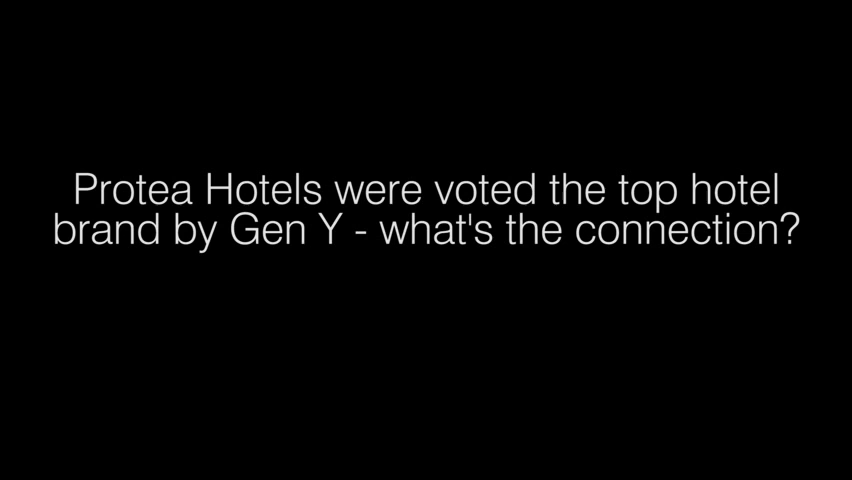 Protea Hotels were voted the top hotel
brand by Gen Y - what's the connection?